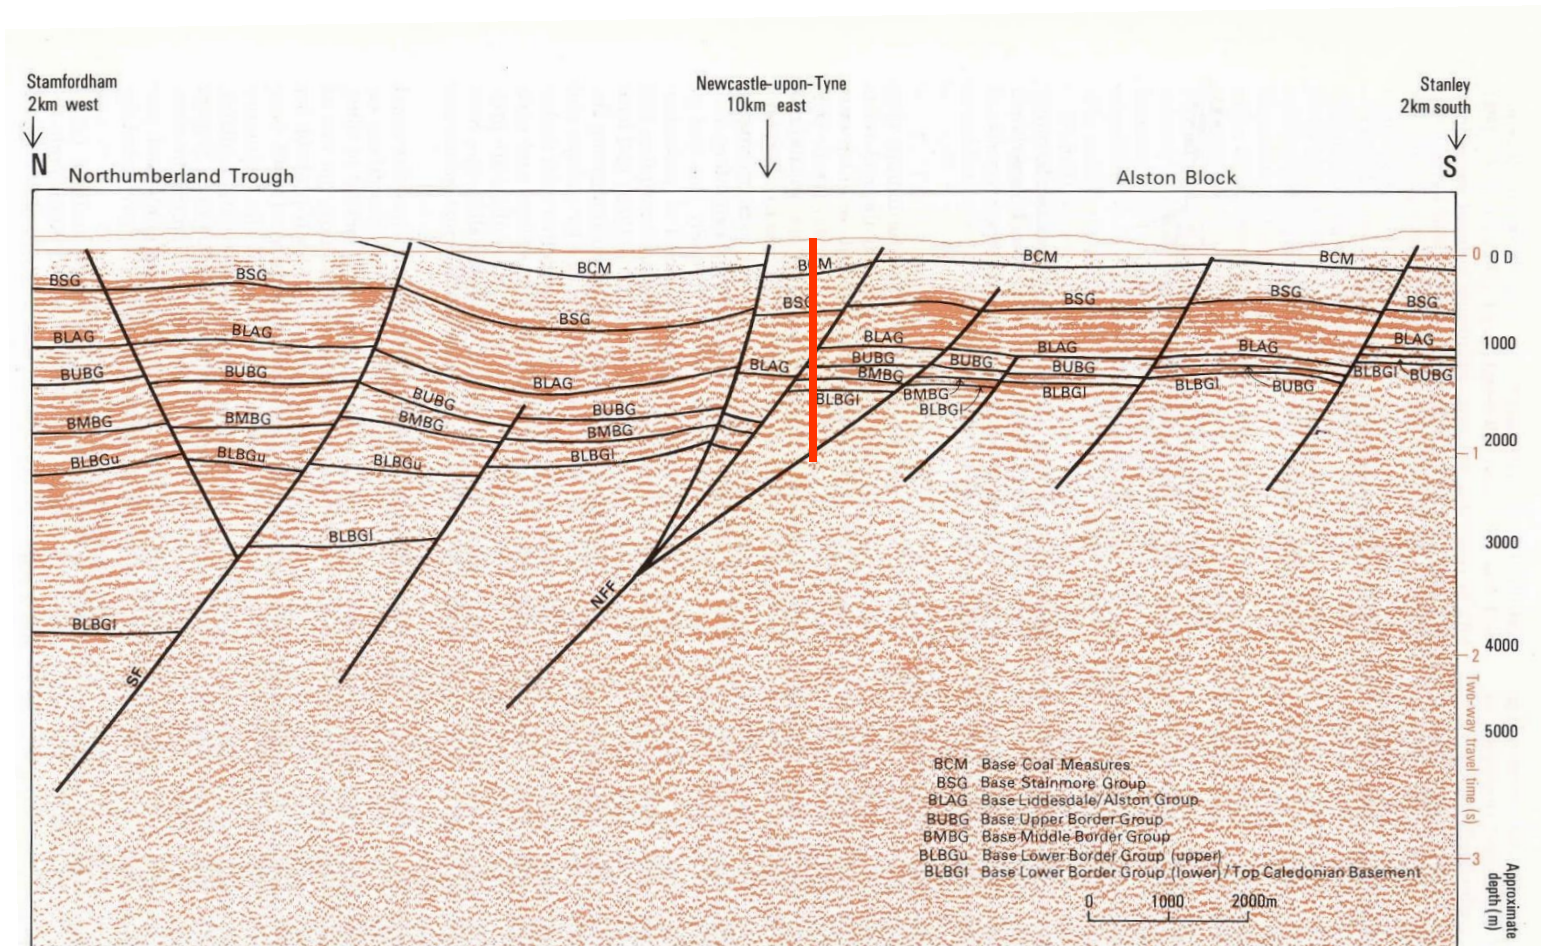 Stamfordham
2km west
Newcastle-upon-Tyne
10km east
Stanley
2km south
N
Northumberland Trough
Alston Block
S
0 O D
BCM
BCM
BCM
BCM
BSG
BSG
BSG
BSG
BSG
BSG
BSG
1000
BLAG
BLAG
BLAG
BLAG
BLAG
BLAG
BLAG
BLAG
BUBG
BUBG
BUBG
BUBG
BUBG
BUBG
BUBG
BUBG
BUBG
BMBG
BMBG
BMBG
BMBG
BMBG
BMBG
BLBGl
BLBGl
BLBGl
BLBGl
BLBGl
BLBGl
2000
1
BLBGu
BLBGu
BLBGu
BLBGl
3000
NFF
BLBGl
4000
SF
2
Two-way travel time (s)
5000
BCM Base Coal Measures
BSG Base Stainmore Group
BLAG Base Liddesdale/Alston Group
BUBG Base Upper Border Group
BMBG Base Middle Border Group
BLBGu Base Lower Border Group (upper)
BLBGl Base Lower Border Group (lower)/Top Caledonian Basement
3
Approximate
depth (m)
0 1000 2000m